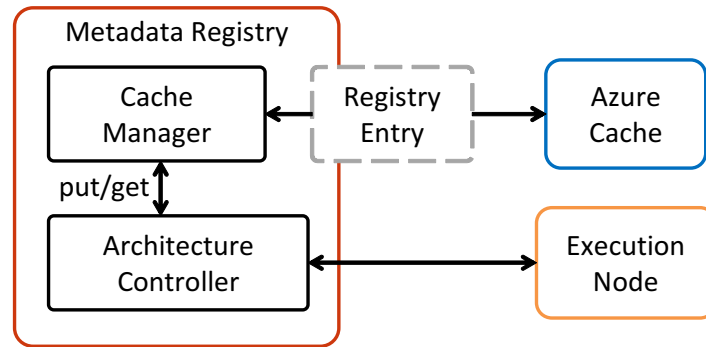 Metadata Registry
Cache
Manager
Registry
Entry
Azure
Cache
put/get
Architecture
Controller
Execution
Node